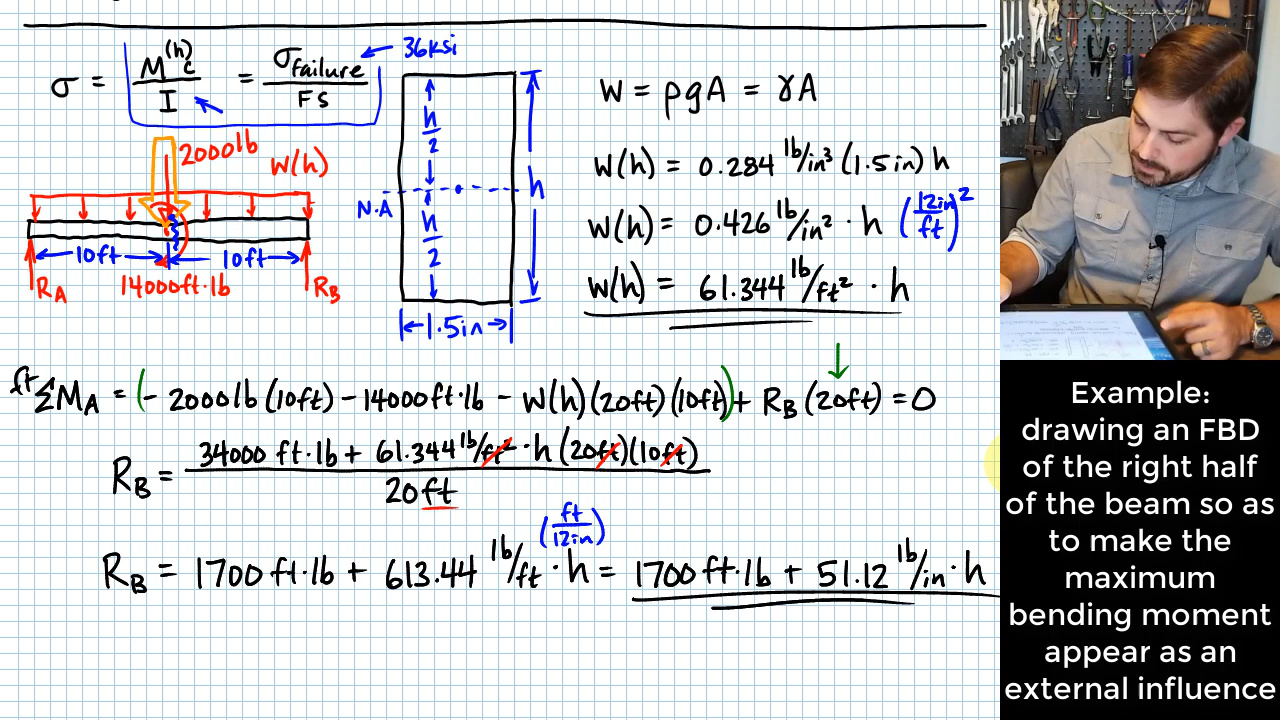 σ = M(h)c/I = σfailure/FS
36ksi
2000lb
W(h)
10ft
10ft
RA
14000ft·lb
RB
h/2
h/2
h
N.A
1.5in
W = ρgA = γA
W(h) = 0.284 lb/in³ (1.5in) h
W(h) = 0.426 lb/in² · h (12in/ft)²
W(h) = 61.344 lb/ft² · h
ft ΣMA = (- 2000lb (10ft) - 14000ft·lb - W(h)(20ft)(10ft)) + RB (20ft) = 0
RB = 34000 ft·lb + 61.344 lb/ft² · h (20ft)(10ft) / 20ft
RB = 1700ft·lb + 613.44 lb/ft · h (ft/12in) = 1700ft·lb + 51.12 lb/in · h
Example:
drawing an FBD
of the right half
of the beam so as
to make the
maximum
bending moment
appear as an
external influence